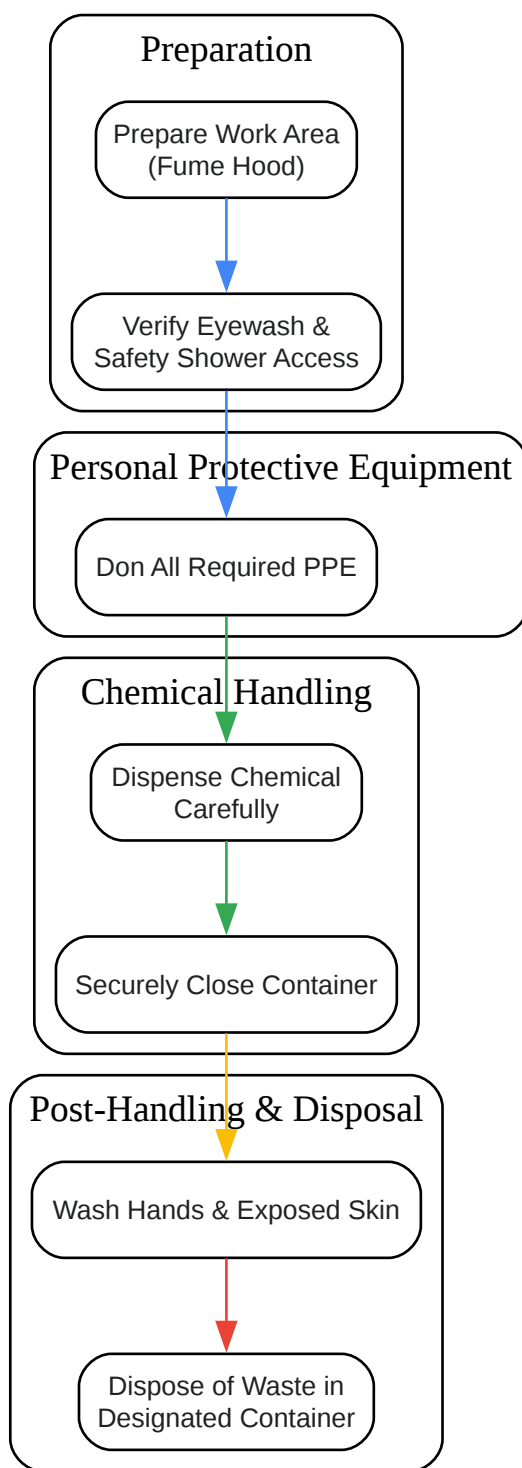 Preparation
Prepare Work Area
(Fume Hood)
Verify Eyewash &
Safety Shower Access
Personal Protective Equipment
Don All Required PPE
Chemical Handling
Dispense Chemical
Carefully
Securely Close Container
Post-Handling & Disposal
Wash Hands & Exposed Skin
Dispose of Waste in
Designated Container